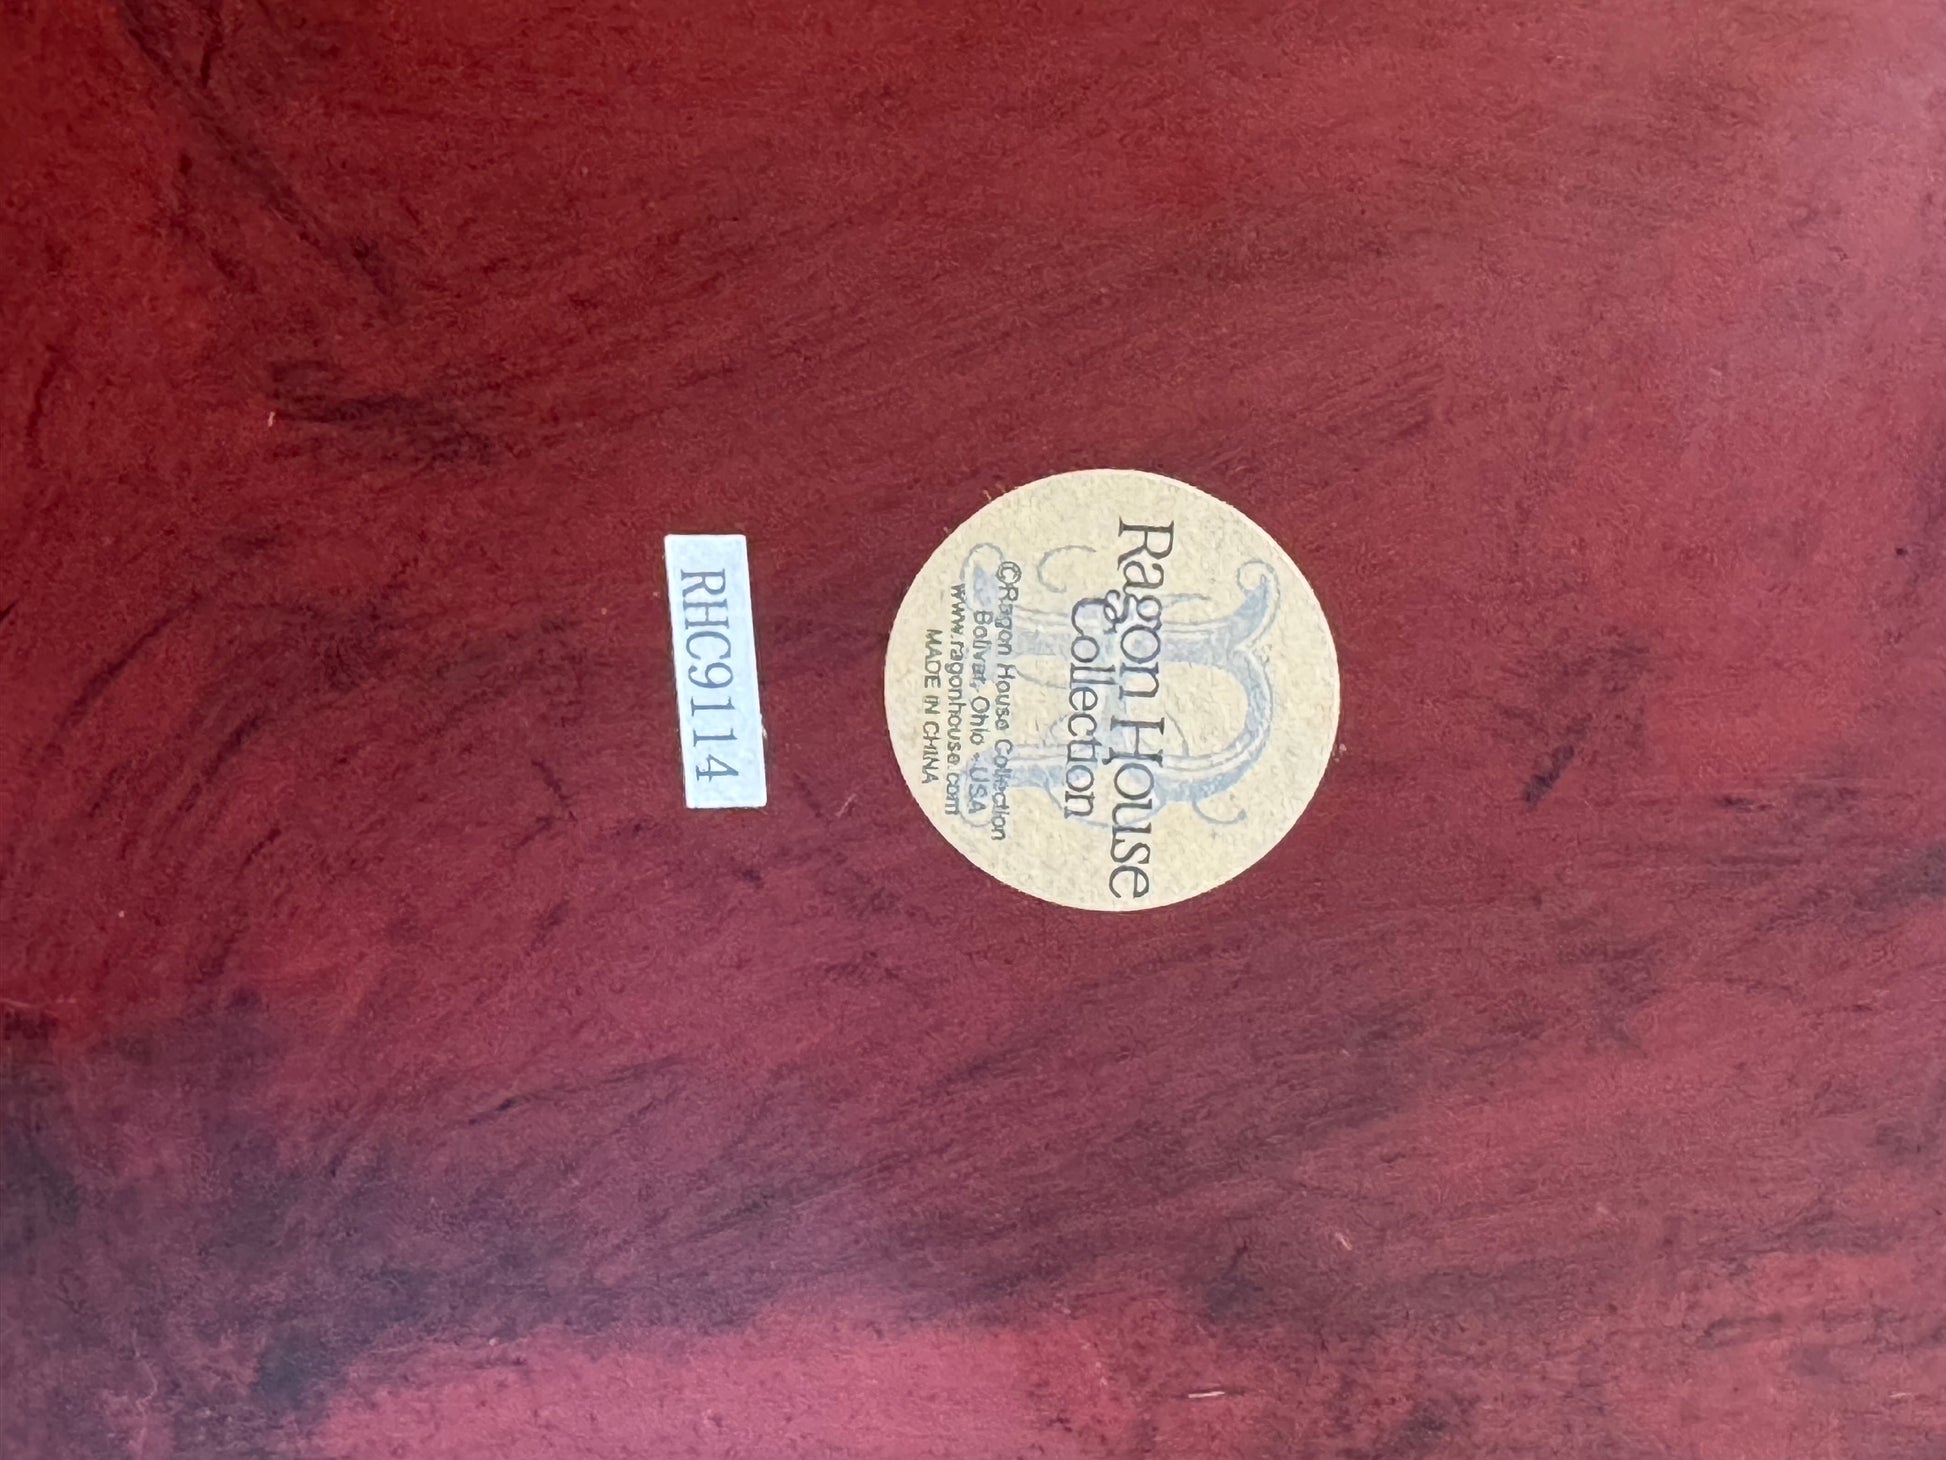 Ragon House
Collection
©Ragon House Collection
Bolivar, Ohio - USA
www.ragonhouse.com
MADE IN CHINA
RHC9114